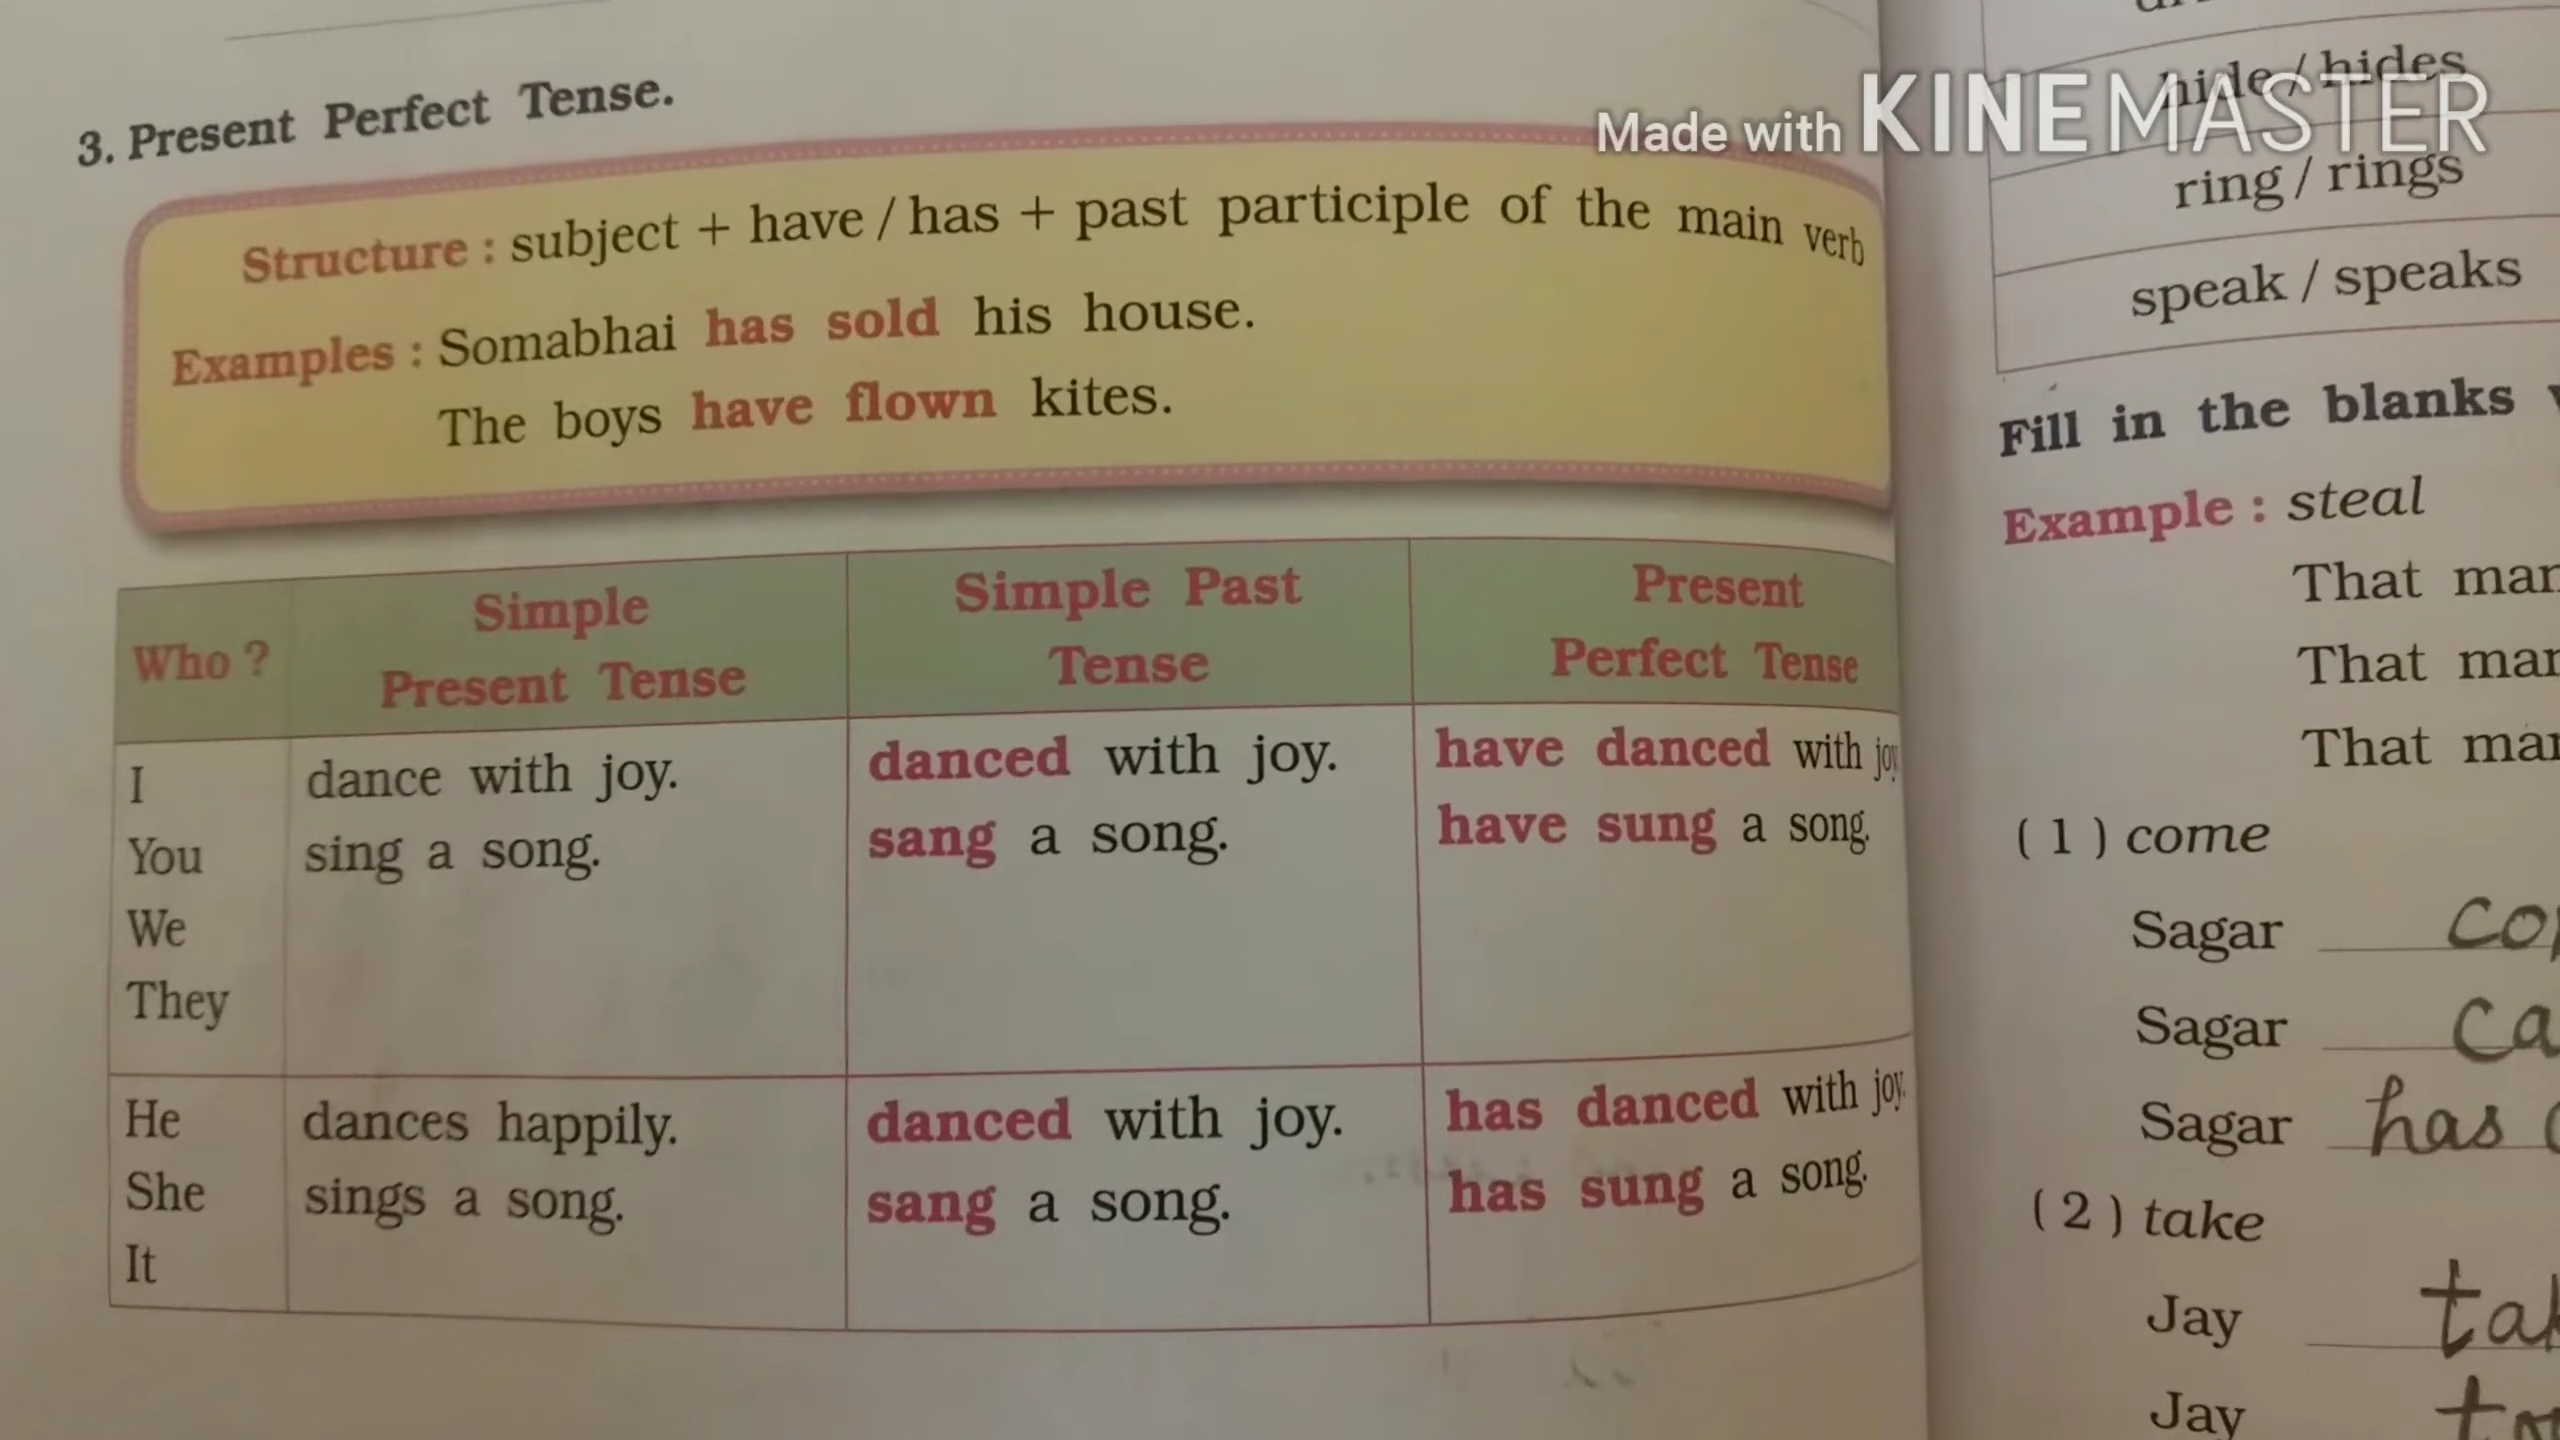 3. Present Perfect Tense.
Structure : subject + have / has + past participle of the main verb
Examples : Somabhai has sold his house.
The boys have flown kites.
Who ? Simple Present Tense Simple Past Tense Present Perfect Tense
I dance with joy. danced with joy. have danced with joy
You sing a song. sang a song. have sung a song.
We
They
He dances happily. danced with joy. has danced with joy.
She sings a song. sang a song. has sung a song.
It
Made with KINEMASTER
hide / hides
ring / rings
speak / speaks
Fill in the blanks
Example : steal
That
That
That
( 1 ) come
Sagar
Sagar
Sagar has
( 2 ) take
Jay
Jay